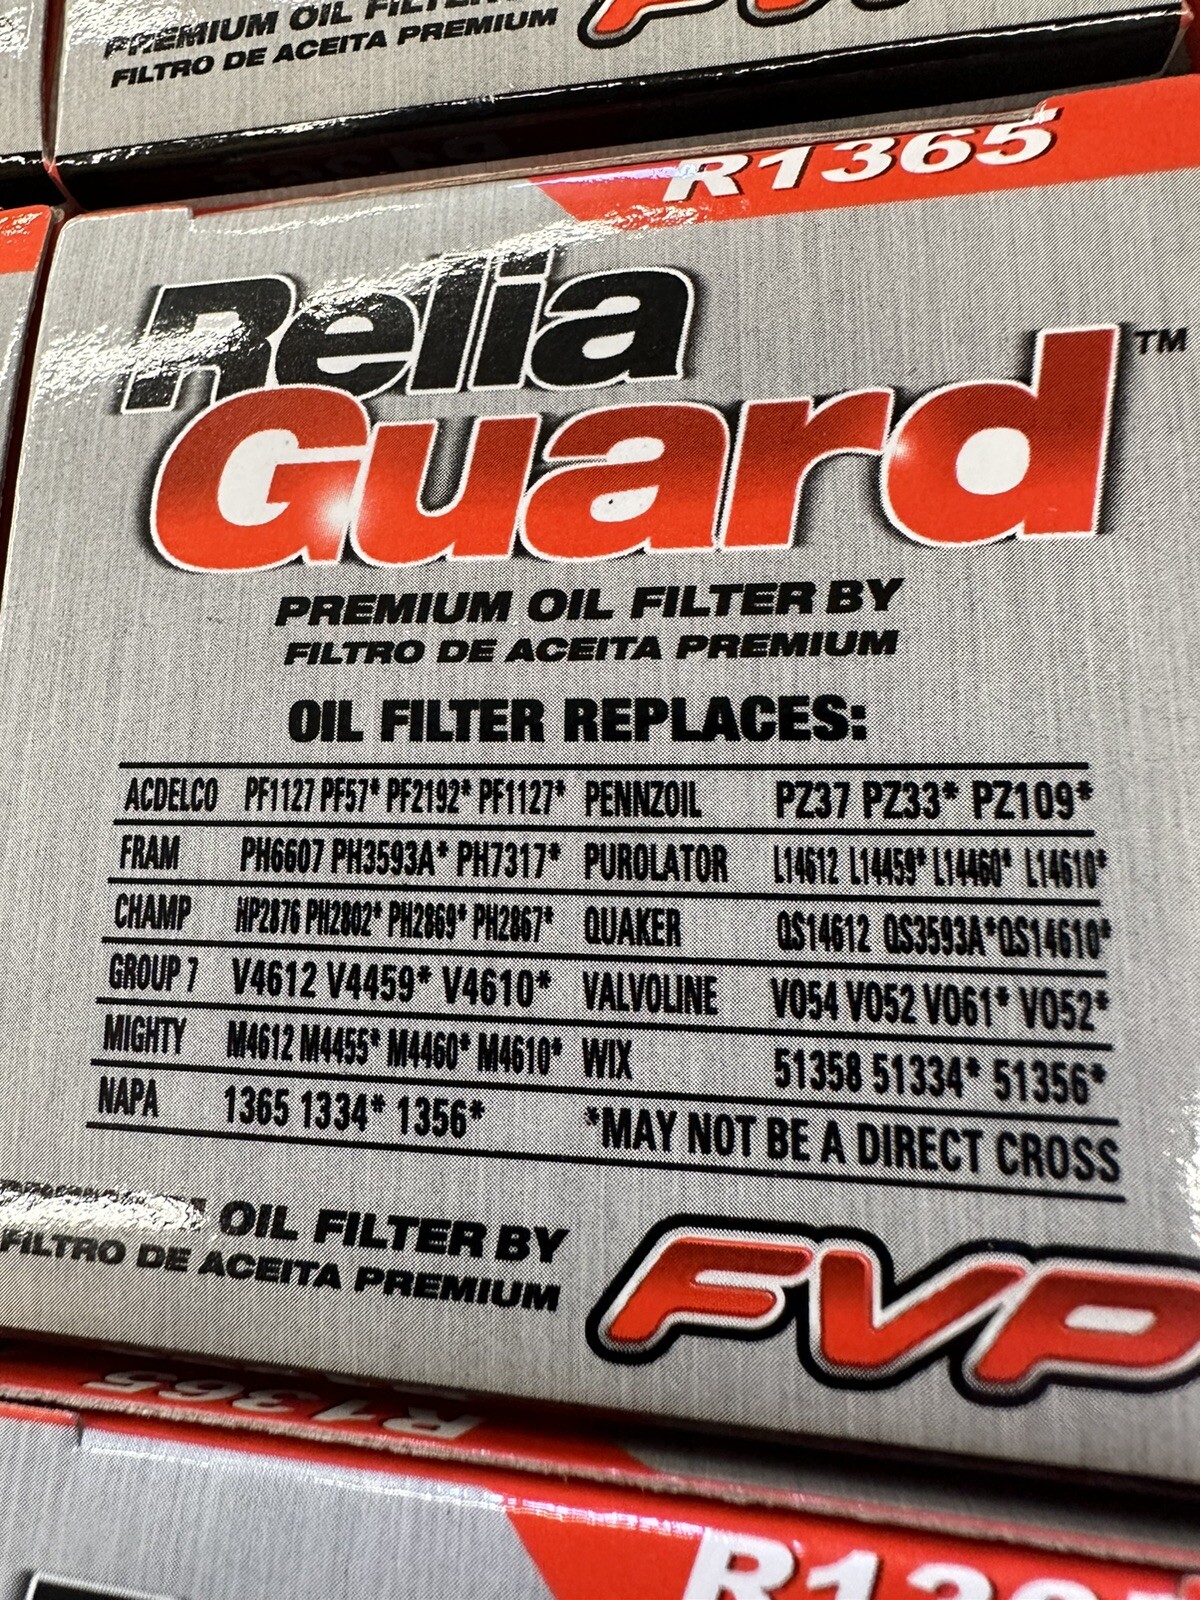 PREMIUM OIL FILTER
FILTRO DE ACEITA PREMIUM
R1365
Relia
Guard™
PREMIUM OIL FILTER BY
FILTRO DE ACEITA PREMIUM
OIL FILTER REPLACES:
ACDELCO PF1127 PF57* PF2192* PF1127* PENNZOIL PZ37 PZ33* PZ109*
FRAM PH6607 PH3593A* PH7317* PUROLATOR L14612 L14459* L14460* L14610*
CHAMP HP2876 PH2802* PH2869* PH2867* QUAKER QS14612 QS3593A*QS14610*
GROUP 7 V4612 V4459* V4610* VALVOLINE VO54 VO52 VO61* VO52*
MIGHTY M4612 M4455* M4460* M4610* WIX 51358 51334* 51356*
NAPA 1365 1334* 1356* *MAY NOT BE A DIRECT CROSS
OIL FILTER BY
FILTRO DE ACEITA PREMIUM
FVP
R1365